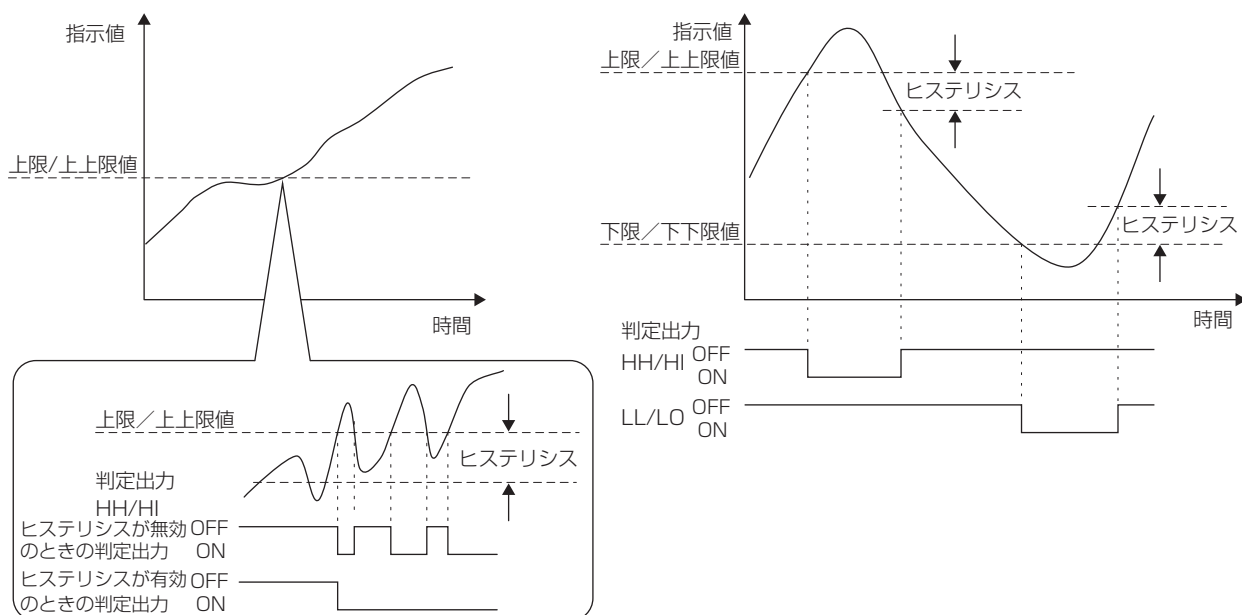 指示値
上限/上上限値
時間
上限／上上限値
ヒステリシス
判定出力
HH/HI
ヒステリシスが無効 OFF
のときの判定出力 ON
ヒステリシスが有効 OFF
のときの判定出力 ON
指示値
上限／上上限値
ヒステリシス
ヒステリシス
下限／下下限値
時間
判定出力
HH/HI OFF
ON
LL/LO OFF
ON